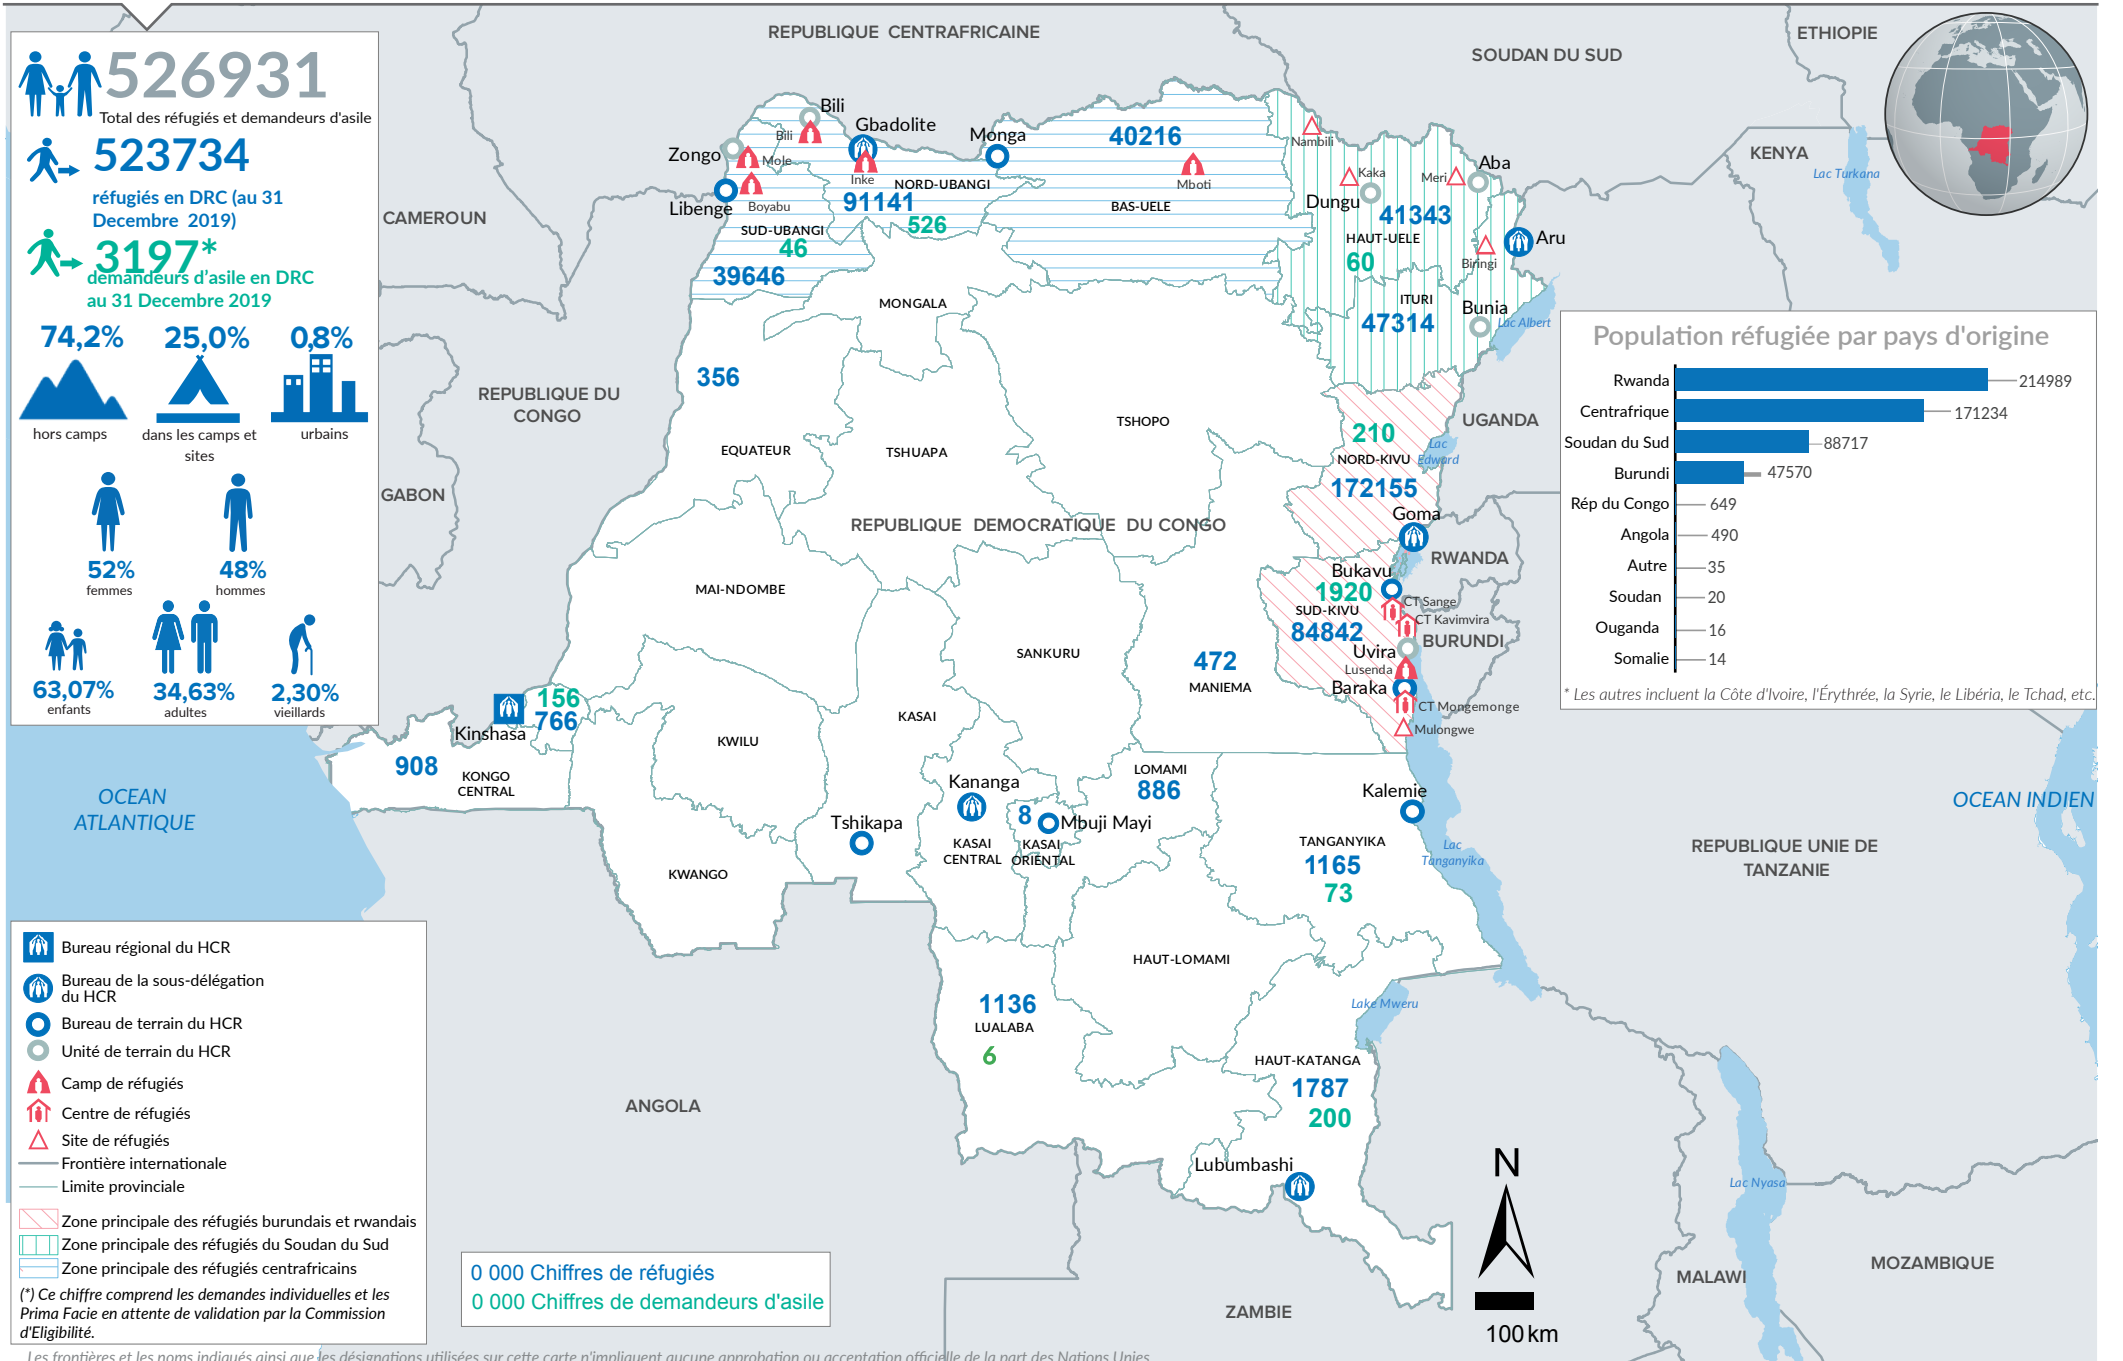 526931
Total des réfugiés et demandeurs d'asile
523734
réfugiés en DRC (au 31
Decembre 2019)
3197*
demandeurs d'asile en DRC
au 31 Decembre 2019
74,2%
25,0%
0,8%
hors camps
dans les camps et
sites
urbains
52%
femmes
48%
hommes
63,07%
enfants
34,63%
adultes
2,30%
vieillards
REPUBLIQUE CENTRAFRICAINE
SOUDAN DU SUD
ETHIOPIE
KENYA
Lac Turkana
CAMEROUN
REPUBLIQUE DU
CONGO
GABON
UGANDA
RWANDA
BURUNDI
REPUBLIQUE DEMOCRATIQUE DU CONGO
Bili
Bili
Gbadolite
Monga
Zongo
Mole
Inke
Libenge
Boyabu
NORD-UBANGI
91141
526
SUD-UBANGI
46
39646
40216
Mboti
BAS-UELE
Nambili
Kaka
Meri
Aba
Dungu
41343
HAUT-UELE
60
Biringi
Aru
ITURI
47314
Bunia
Lac Albert
MONGALA
356
EQUATEUR
TSHUAPA
TSHOPO
210
NORD-KIVU
Lac
Edward
172155
Goma
Bukavu
1920
SUD-KIVU
84842
CT Sange
CT Kavimvira
Uvira
Lusenda
Baraka
CT Mongemonge
Mulongwe
MAI-NDOMBE
SANKURU
472
MANIEMA
156
766
Kinshasa
908
KONGO
CENTRAL
KWILU
KASAI
KWANGO
Tshikapa
Kananga
KASAI
CENTRAL
8
Mbuji Mayi
KASAI
ORIENTAL
LOMAMI
886
Kalemie
TANGANYIKA
1165
73
Lac
Tanganyika
HAUT-LOMAMI
1136
LUALABA
6
Lake Mweru
HAUT-KATANGA
1787
200
Lubumbashi
OCEAN
ATLANTIQUE
OCEAN INDIEN
REPUBLIQUE UNIE DE
TANZANIE
ANGOLA
ZAMBIE
MALAWI
Lac Nyasa
MOZAMBIQUE
Population réfugiée par pays d'origine
Rwanda 214989
Centrafrique 171234
Soudan du Sud 88717
Burundi 47570
Rép du Congo 649
Angola 490
Autre 35
Soudan 20
Ouganda 16
Somalie 14
* Les autres incluent la Côte d'Ivoire, l'Érythrée, la Syrie, le Libéria, le Tchad, etc.
Bureau régional du HCR
Bureau de la sous-délégation
du HCR
Bureau de terrain du HCR
Unité de terrain du HCR
Camp de réfugiés
Centre de réfugiés
Site de réfugiés
Frontière internationale
Limite provinciale
Zone principale des réfugiés burundais et rwandais
Zone principale des réfugiés du Soudan du Sud
Zone principale des réfugiés centrafricains
(*) Ce chiffre comprend les demandes individuelles et les
Prima Facie en attente de validation par la Commission
d'Eligibilité.
0 000 Chiffres de réfugiés
0 000 Chiffres de demandeurs d'asile
N
100 km
Les frontières et les noms indiqués ainsi que les désignations utilisées sur cette carte n'impliquent aucune approbation ou acceptation officielle de la part des Nations Unies